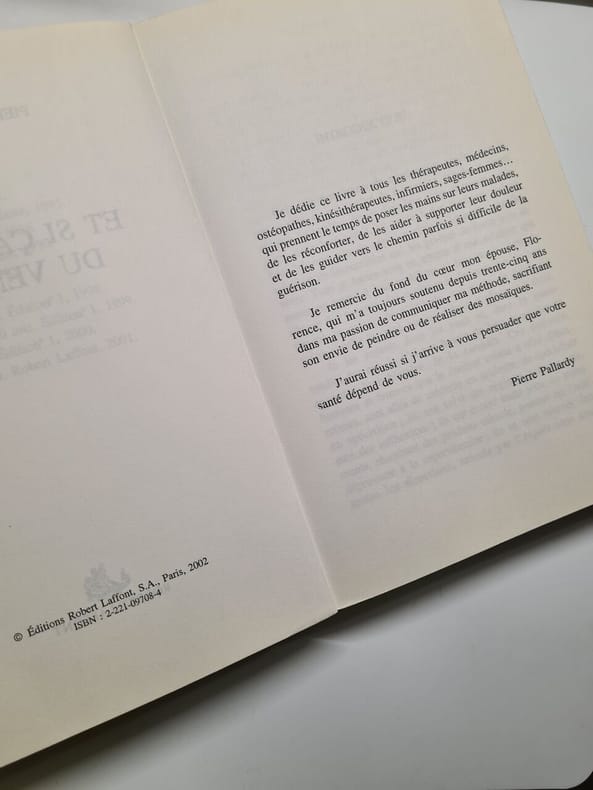 © Éditions Robert Laffont, S.A., Paris, 2002
ISBN : 2-221-09708-4
Je dédie ce livre à tous les thérapeutes, médecins,
ostéopathes, kinésithérapeutes, infirmiers, sages-femmes...
qui prennent le temps de poser les mains sur leurs malades,
de les réconforter, de les aider à supporter leur douleur
et de les guider vers le chemin parfois si difficile de la
guérison.
Je remercie du fond du cœur mon épouse, Flo-
rence, qui m'a toujours soutenu depuis trente-cinq ans
dans ma passion de communiquer ma méthode, sacrifiant
son envie de peindre ou de réaliser des mosaïques.
J'aurai réussi si j'arrive à vous persuader que votre
santé dépend de vous.
Pierre Pallardy